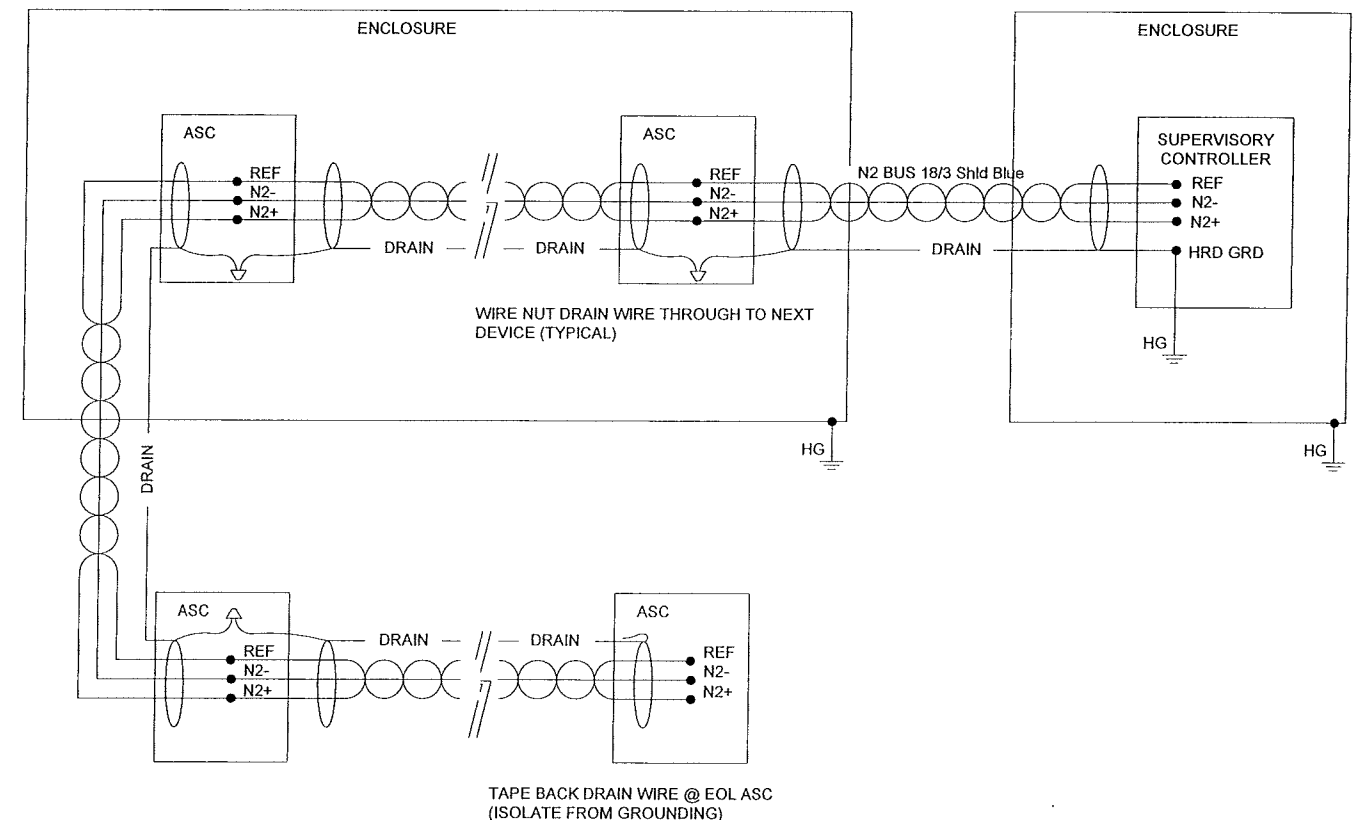 ENCLOSURE
ENCLOSURE
ASC
REF
N2-
N2+
DRAIN
DRAIN
ASC
REF
N2-
N2+
N2 BUS 18/3 Shld Blue
DRAIN
SUPERVISORY
CONTROLLER
REF
N2-
N2+
HRD GRD
HG
WIRE NUT DRAIN WIRE THROUGH TO NEXT
DEVICE (TYPICAL)
HG
HG
DRAIN
ASC
REF
N2-
N2+
DRAIN
DRAIN
ASC
REF
N2-
N2+
TAPE BACK DRAIN WIRE @ EOL ASC
(ISOLATE FROM GROUNDING)